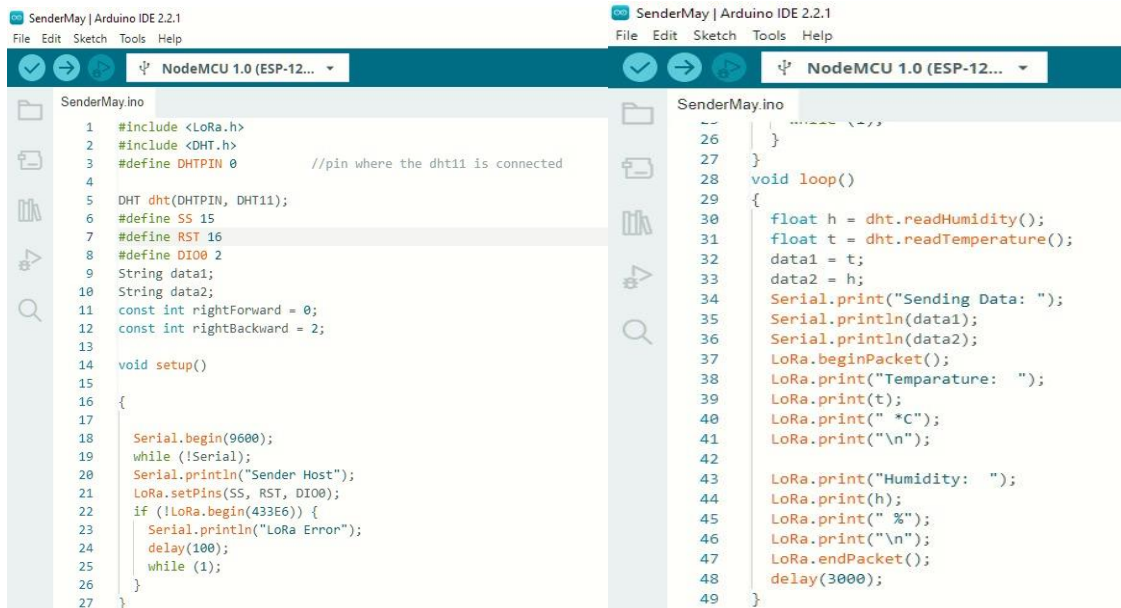 SenderMay | Arduino IDE 2.2.1
File Edit Sketch Tools Help
NodeMCU 1.0 (ESP-12...
SenderMay.ino
1 #include <LoRa.h>
2 #include <DHT.h>
3 #define DHTPIN 0 //pin where the dht11 is connected
4
5 DHT dht(DHTPIN, DHT11);
6 #define SS 15
7 #define RST 16
8 #define DIO0 2
9 String data1;
10 String data2;
11 const int rightForward = 0;
12 const int rightBackward = 2;
13
14 void setup()
15
16 {
17
18 Serial.begin(9600);
19 while (!Serial);
20 Serial.println("Sender Host");
21 LoRa.setPins(SS, RST, DIO0);
22 if (!LoRa.begin(433E6)) {
23 Serial.println("LoRa Error");
24 delay(100);
25 while (1);
26 }
27 }
SenderMay | Arduino IDE 2.2.1
File Edit Sketch Tools Help
NodeMCU 1.0 (ESP-12...
SenderMay.ino
25 while (1);
26 }
27 }
28 void loop()
29 {
30 float h = dht.readHumidity();
31 float t = dht.readTemperature();
32 data1 = t;
33 data2 = h;
34 Serial.print("Sending Data: ");
35 Serial.println(data1);
36 Serial.println(data2);
37 LoRa.beginPacket();
38 LoRa.print("Temparature:  ");
39 LoRa.print(t);
40 LoRa.print(" *C");
41 LoRa.print("\n");
42
43 LoRa.print("Humidity:  ");
44 LoRa.print(h);
45 LoRa.print(" %");
46 LoRa.print("\n");
47 LoRa.endPacket();
48 delay(3000);
49 }